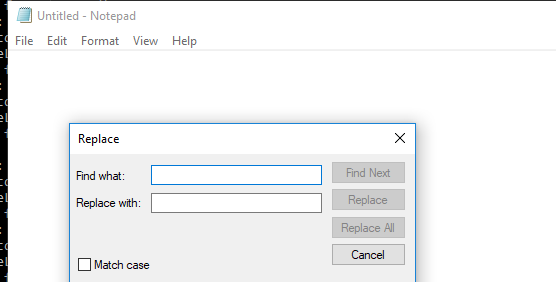 Untitled - Notepad
File Edit Format View Help
Replace
Find what:
Find Next
Replace with:
Replace
Replace All
Cancel
Match case